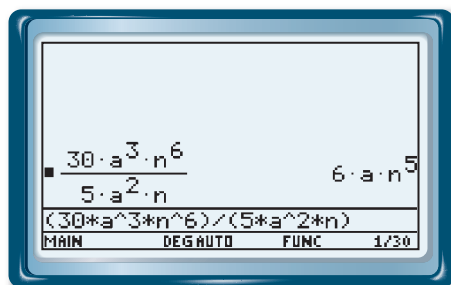 30·a³·n⁶
5·a²·n
6·a·n⁵
(30*a^3*n^6)/(5*a^2*n)
MAIN DEG AUTO FUNC 1/30